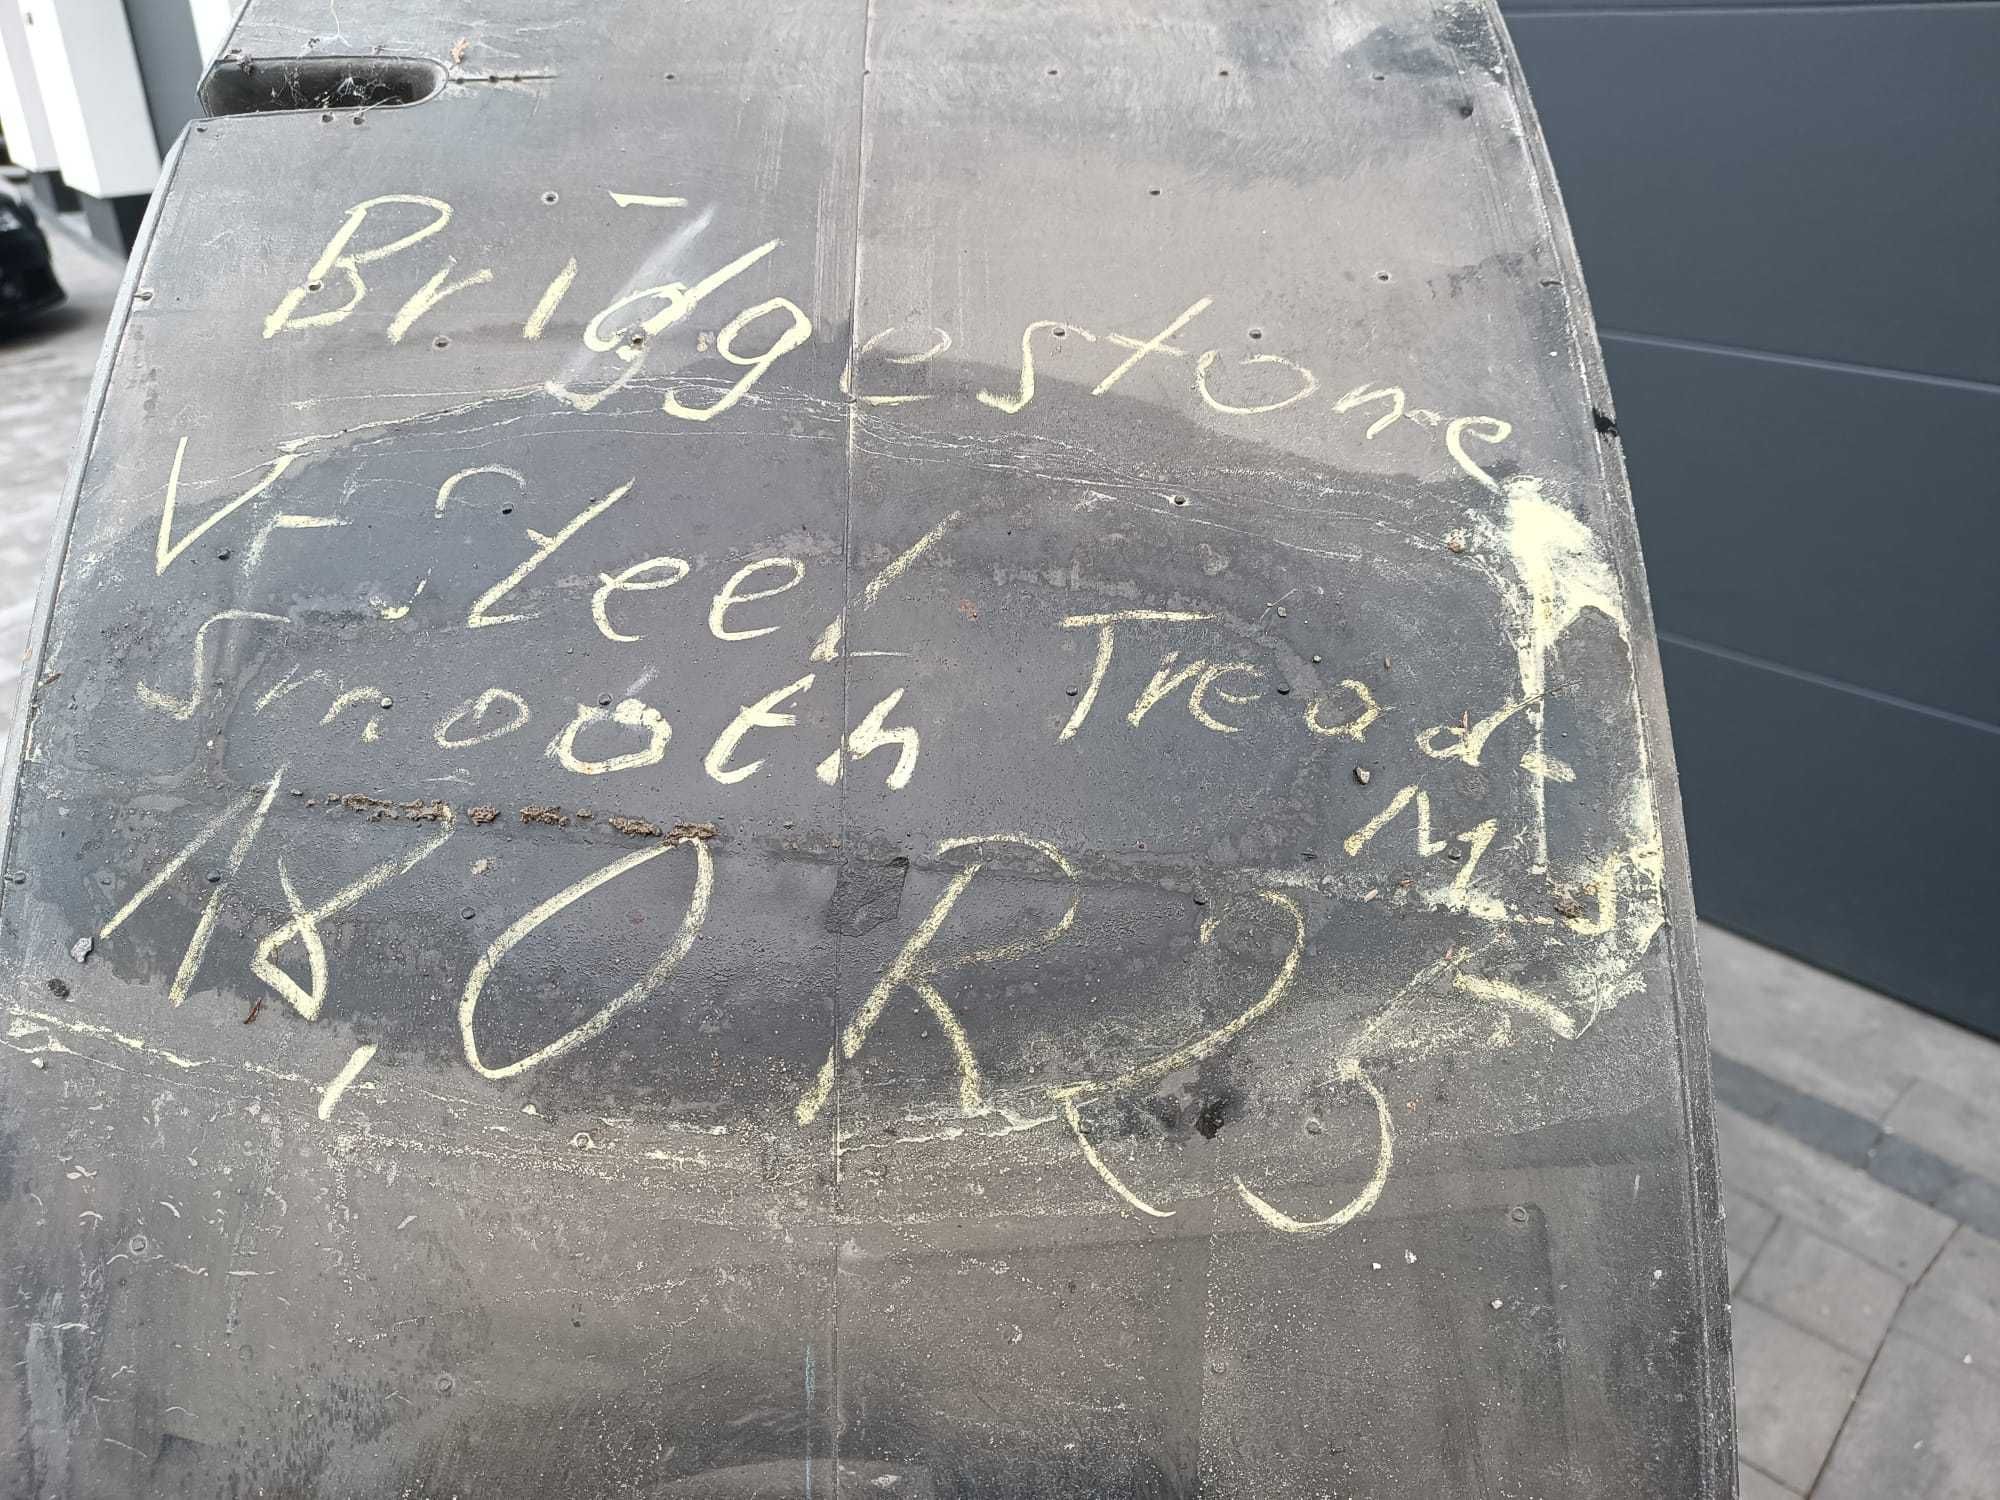 Bridgestone
V-Steel
Smooth Tread
M S
18,0R25